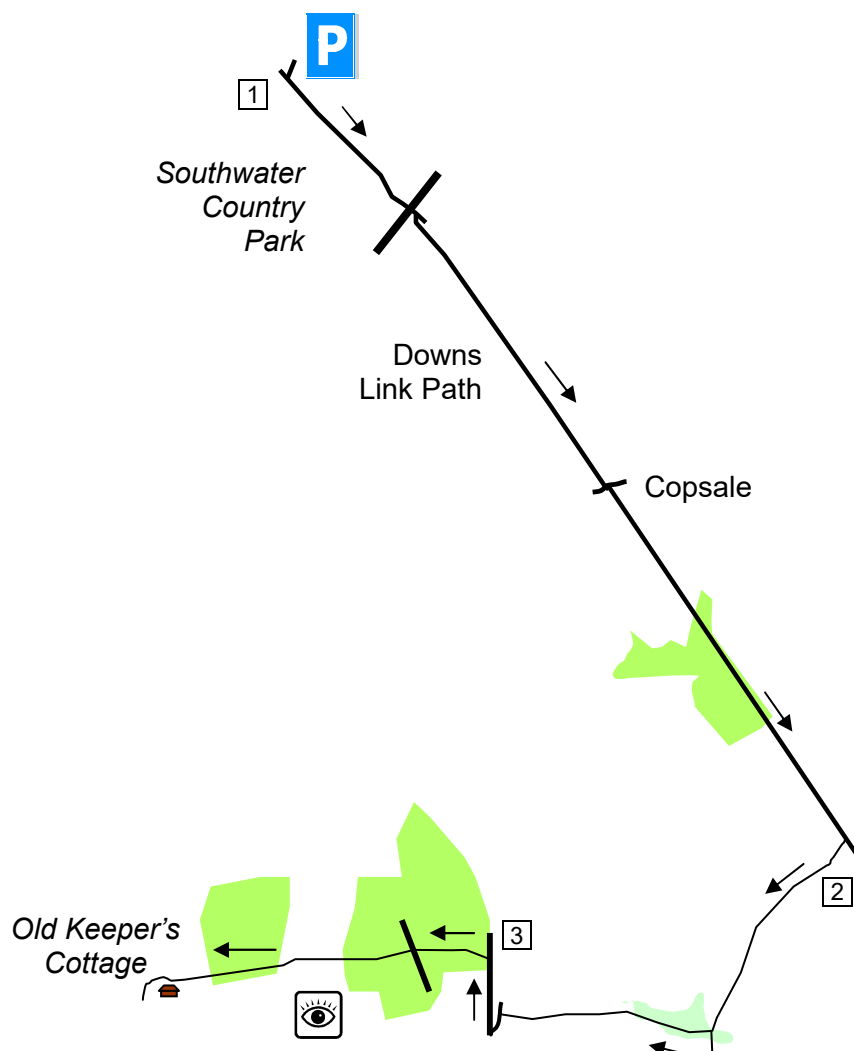 P
1
Southwater
Country
Park
Downs
Link Path
Copsale
2
3
Old Keeper's
Cottage